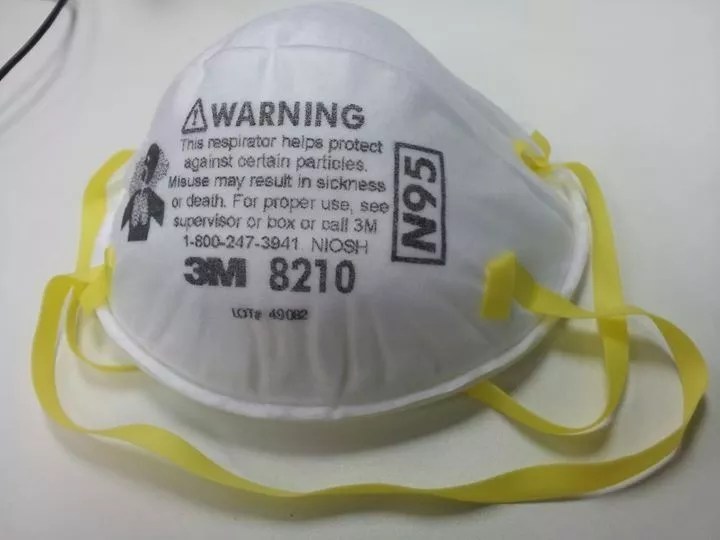 ⚠WARNING
This respirator helps protect
against certain particles.
Misuse may result in sickness
or death. For proper use, see
supervisor or box or call 3M
1-800-247-3941. NIOSH
3M 8210
LOT# 49082
N95